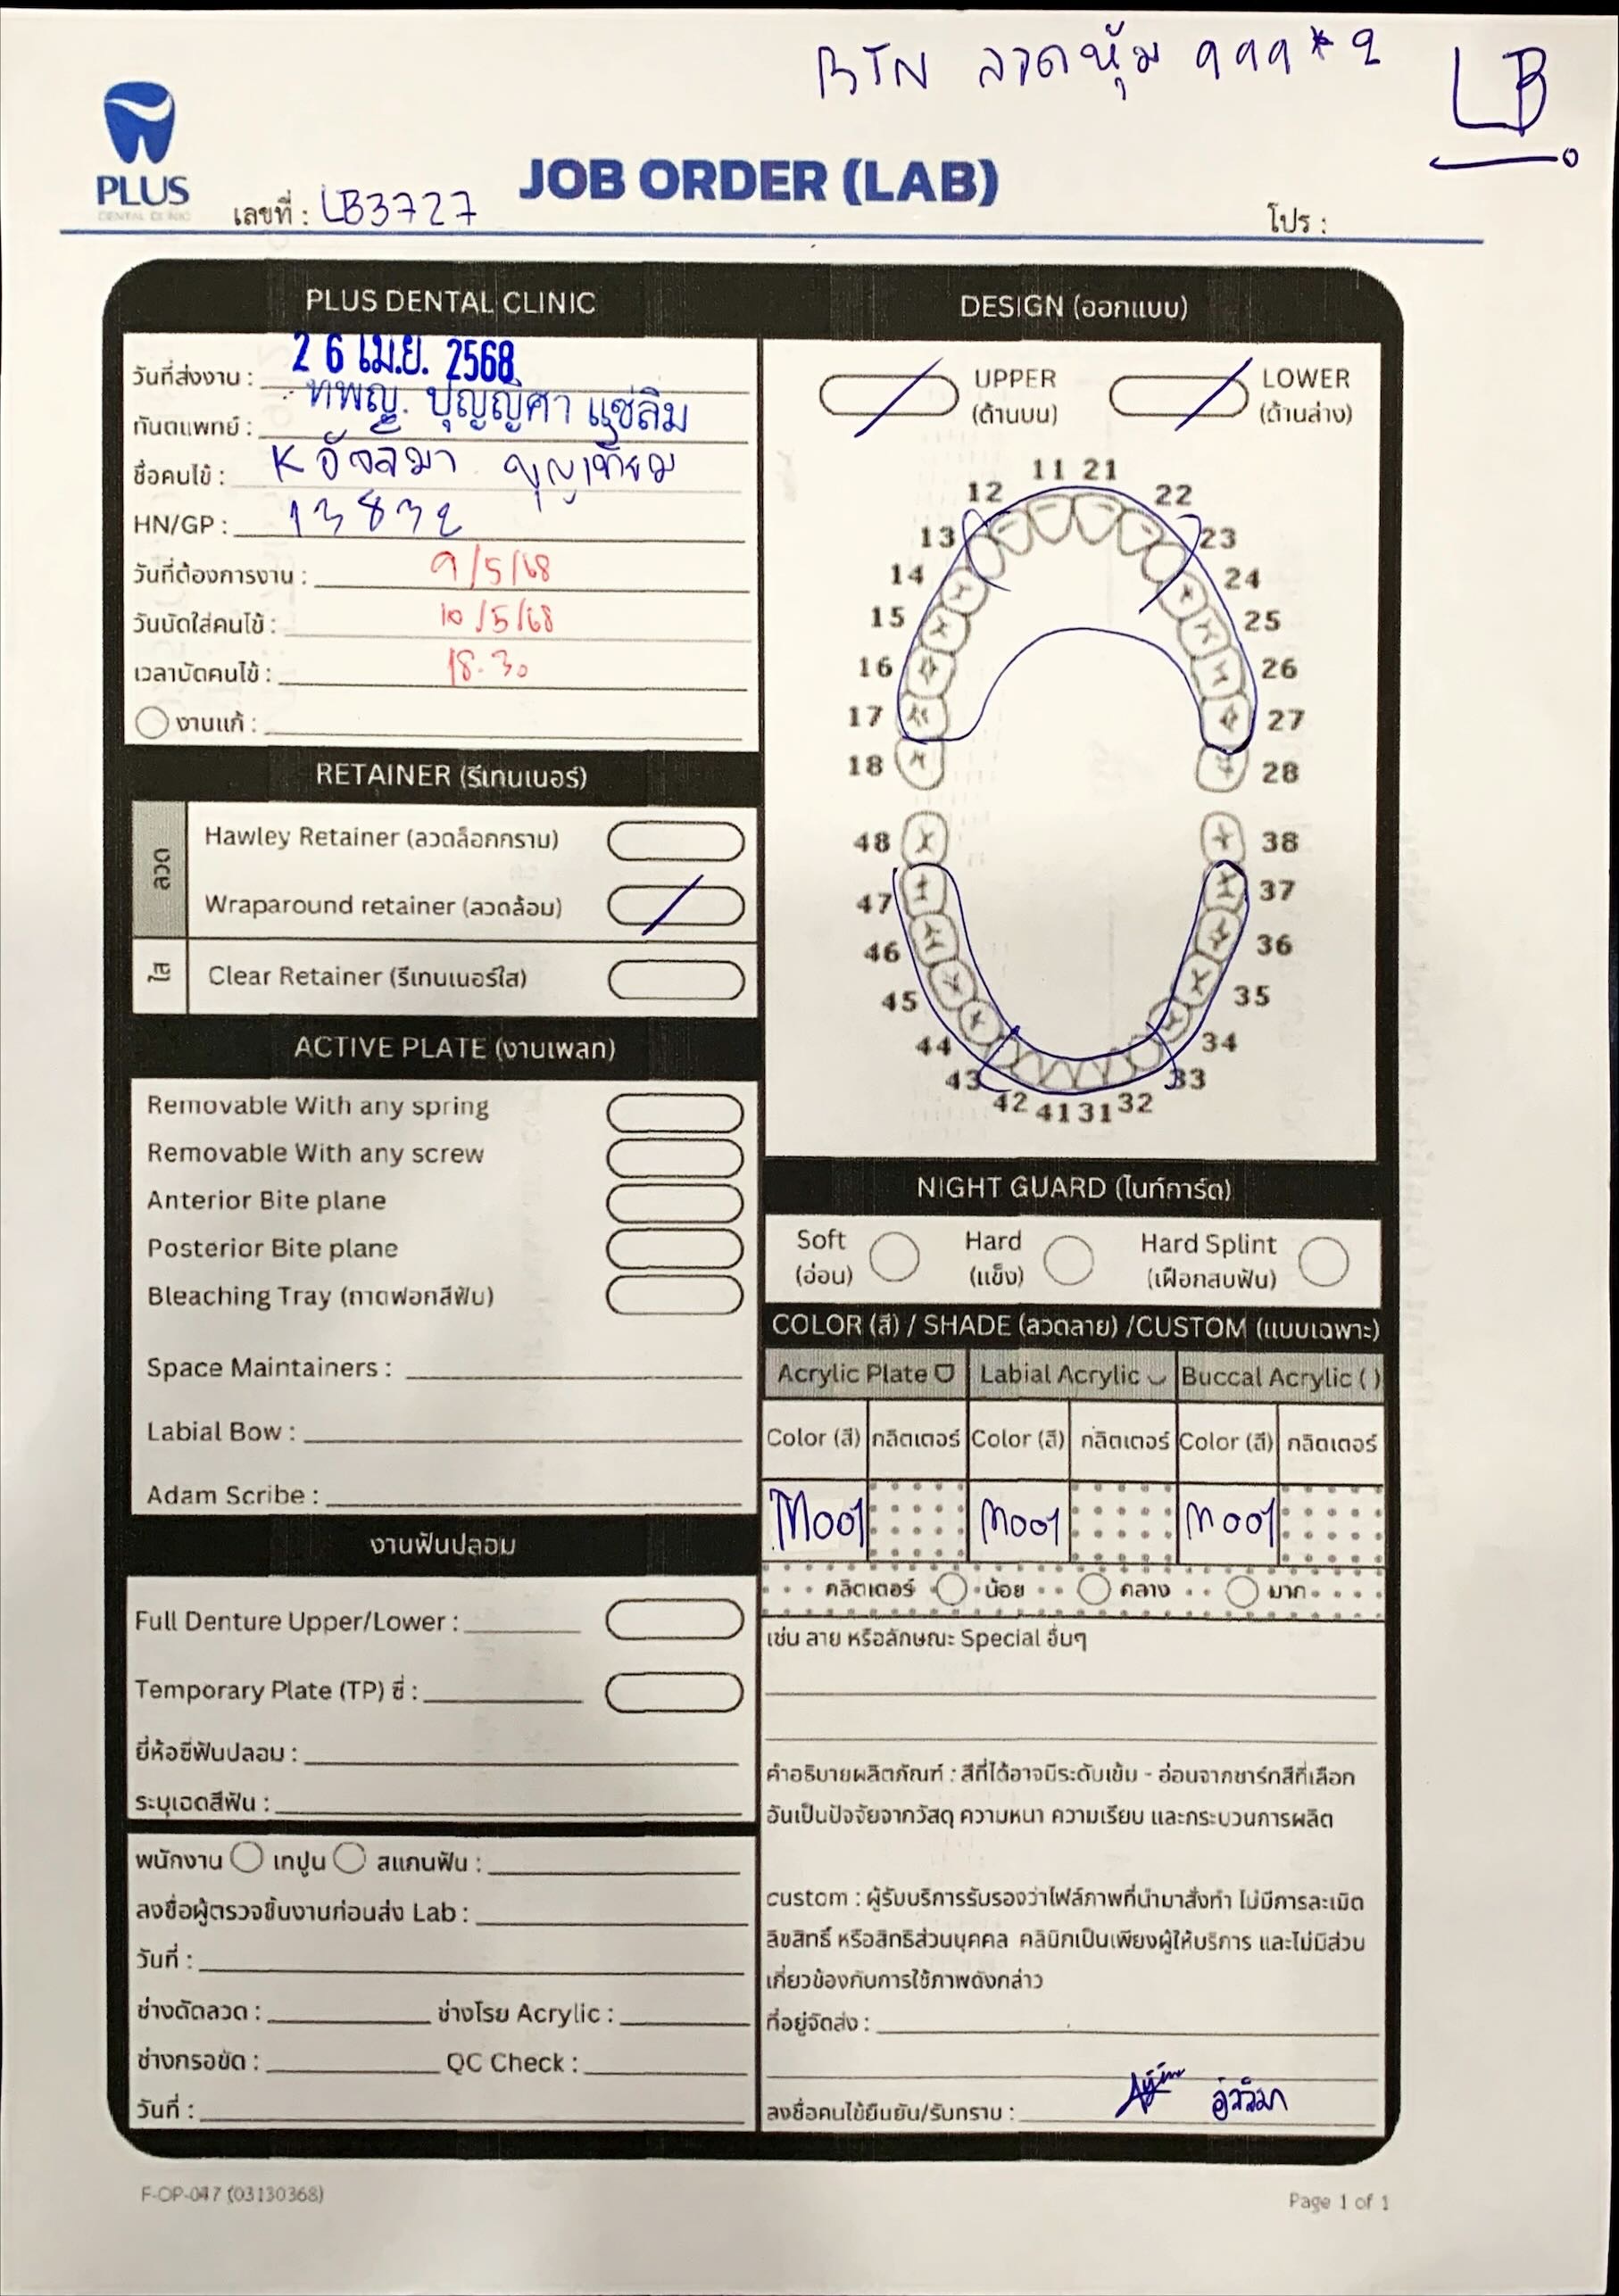 BTN ลวดหุ้ม 999*2
LB
PLUS
DENTAL CLINIC
JOB ORDER (LAB)
เลขที่ : LB3727
โปร :
PLUS DENTAL CLINIC
วันที่ส่งงาน : 26 เม.ย. 2568
ทันตแพทย์ : ทพญ. ปุญญิศา แซ่ลิม
ชื่อคนไข้ : K
HN/GP : 13832
วันที่ต้องการงาน : 9/5/68
วันนัดใส่คนไข้ : 10/5/68
เวลานัดคนไข้ : 18.30
งานแก้ :
RETAINER (รีเทนเนอร์)
ลวด
Hawley Retainer (ลวดล็อกกราม)
Wraparound retainer (ลวดล้อม)
ใส
Clear Retainer (รีเทนเนอร์ใส)
ACTIVE PLATE (งานเพลท)
Removable With any spring
Removable With any screw
Anterior Bite plane
Posterior Bite plane
Bleaching Tray (ถาดฟอกสีฟัน)
Space Maintainers :
Labial Bow :
Adam Scribe :
งานฟันปลอม
Full Denture Upper/Lower :
Temporary Plate (TP) ซี่ :
ยี่ห้อซี่ฟันปลอม :
ระบุเฉดสีฟัน :
พนักงาน เทปูน สแกนฟัน :
ลงชื่อผู้ตรวจชิ้นงานก่อนส่ง Lab :
วันที่ :
ช่างดัดลวด : ช่างโรย Acrylic :
ช่างกรอขัด : QC Check :
วันที่ :
DESIGN (ออกแบบ)
UPPER
(ด้านบน)
LOWER
(ด้านล่าง)
11 21
12 22
13 23
14 24
15 25
16 26
17 27
18 28
48 38
47 37
46 36
45 35
44 34
43 33
42 41 31 32
NIGHT GUARD (ไนท์การ์ด)
Soft
(อ่อน)
Hard
(แข็ง)
Hard Splint
(เฝือกสบฟัน)
COLOR (สี) / SHADE (ลวดลาย) /CUSTOM (แบบเฉพาะ)
Acrylic Plate Labial Acrylic Buccal Acrylic ( )
Color (สี) กลิตเตอร์ Color (สี) กลิตเตอร์ Color (สี) กลิตเตอร์
M001 M001 M001
กลิตเตอร์ น้อย กลาง มาก
เช่น ลาย หรือลักษณะ Special อื่นๆ
คำอธิบายผลิตภัณฑ์ : สีที่ได้อาจมีระดับเข้ม - อ่อนจากชาร์ทสีที่เลือก
อันเป็นปัจจัยจากวัสดุ ความหนา ความเรียบ และกระบวนการผลิต
custom : ผู้รับบริการรับรองว่าไฟล์ภาพที่นำมาสั่งทำ ไม่มีการละเมิด
ลิขสิทธิ์ หรือสิทธิส่วนบุคคล คลินิกเป็นเพียงผู้ให้บริการ และไม่มีส่วน
เกี่ยวข้องกับการใช้ภาพดังกล่าว
ที่อยู่จัดส่ง :
ลงชื่อคนไข้ยืนยัน/รับทราบ :
F-OP-047 (03130368)
Page 1 of 1